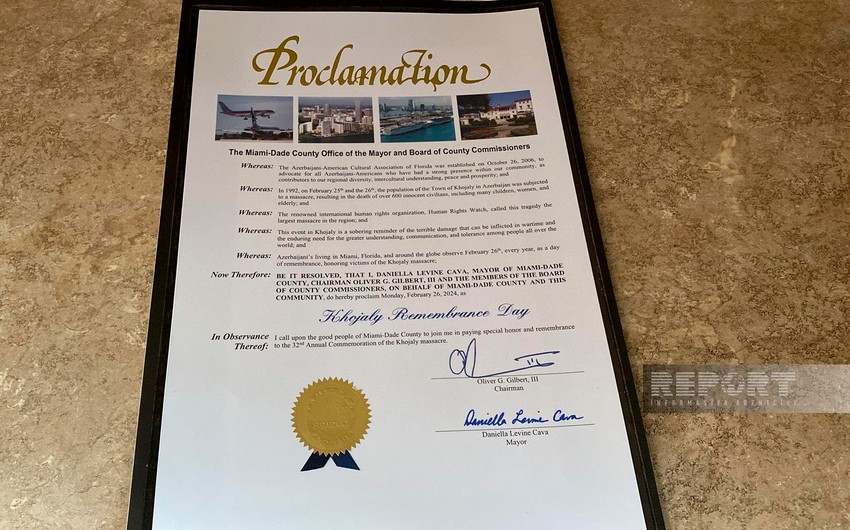 Proclamation
The Miami-Dade County Office of the Mayor and Board of County Commissioners
Whereas: The Azerbaijani-American Cultural Association of Florida was established on October 26, 2006, to
advocate for all Azerbaijani-Americans who have had a strong presence within our community, as
contributors to our regional diversity, intercultural understanding, peace and prosperity; and
Whereas: In 1992, on February 25th and the 26th, the population of the Town of Khojaly in Azerbaijan was subjected
to a massacre, resulting in the death of over 600 innocent civilians, including many children, women, and
elderly; and
Whereas: The renowned international human rights organization, Human Rights Watch, called this tragedy the
largest massacre in the region; and
Whereas: This event in Khojaly is a sobering reminder of the terrible damage that can be inflicted in wartime and
the enduring need for the greater understanding, communication, and tolerance among people all over the
world; and
Whereas: Azerbaijani's living in Miami, Florida, and around the globe observe February 26th, every year, as a day
of remembrance, honoring victims of the Khojaly massacre;
Now Therefore: BE IT RESOLVED, THAT I, DANIELLA LEVINE CAVA, MAYOR OF MIAMI-DADE
COUNTY, CHAIRMAN OLIVER G. GILBERT, III AND THE MEMBERS OF THE BOARD
OF COUNTY COMMISSIONERS, ON BEHALF OF MIAMI-DADE COUNTY AND THIS
COMMUNITY, do hereby proclaim Monday, February 26, 2024, as
Khojaly Remembrance Day
In Observance I call upon the good people of Miami-Dade County to join me in paying special honor and remembrance
Thereof: to the 32nd Annual Commemoration of the Khojaly massacre.
III
Oliver G. Gilbert, III
Chairman
Daniella Levine Cava
Daniella Levine Cava
Mayor
REPORT
INFORMASIYA AGENTLIYI